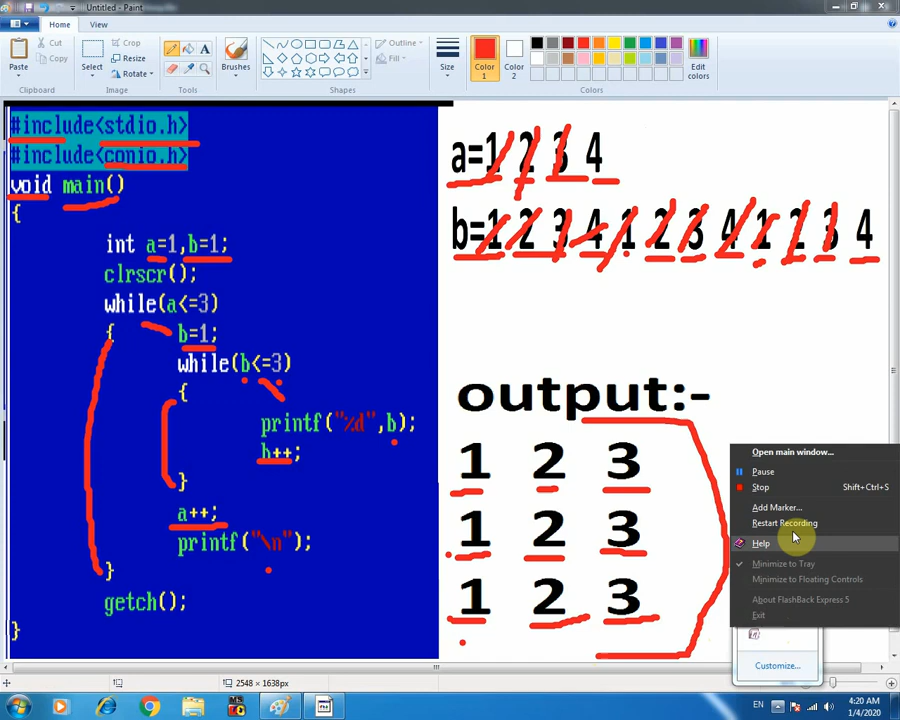 Untitled - Paint
Home View
Paste
Cut
Copy
Clipboard
Select
Crop
Resize
Rotate
Image
A
Tools
Brushes
Outline
Fill
Shapes
Size
Color 1
Color 2
Edit colors
Colors
#include<stdio.h>
#include<conio.h>
void main()
{
int a=1,b=1;
clrscr();
while(a<=3)
{
b=1;
while(b<=3)
{
printf("%d",b);
b++;
}
a++;
printf("\n");
}
getch();
}
a=1 2 3 4
b=1 2 3 4 1 2 3 4 1 2 3 4
output:-
1 2 3
1 2 3
1 2 3
Open main window...
Pause
Stop Shift+Ctrl+S
Add Marker...
Restart Recording
Help
Minimize to Tray
Minimize to Floating Controls
About FlashBack Express 5
Exit
Customize...
2548 × 1638px
EN
4:20 AM
1/4/2020